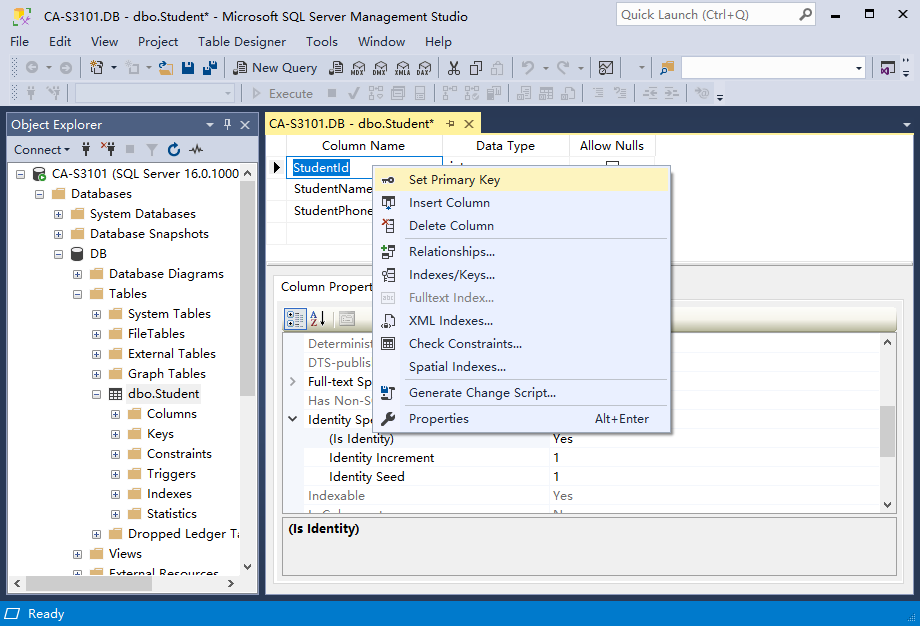 CA-S3101.DB - dbo.Student* - Microsoft SQL Server Management Studio
Quick Launch (Ctrl+Q)
File Edit View Project Table Designer Tools Window Help
New Query MDX DMX XMLA DAX
Execute
Object Explorer
Connect
CA-S3101 (SQL Server 16.0.1000
Databases
System Databases
Database Snapshots
DB
Database Diagrams
Tables
System Tables
FileTables
External Tables
Graph Tables
dbo.Student
Columns
Keys
Constraints
Triggers
Indexes
Statistics
Dropped Ledger Ta
Views
External Resources
CA-S3101.DB - dbo.Student*
Column Name Data Type Allow Nulls
StudentId
StudentName
StudentPhone
Set Primary Key
Insert Column
Delete Column
Relationships...
Indexes/Keys...
Fulltext Index...
XML Indexes...
Check Constraints...
Spatial Indexes...
Generate Change Script...
Properties Alt+Enter
Column Propert
Determinist
DTS-publis
Full-text Sp
Has Non-S
Identity Spe
(Is Identity) Yes
Identity Increment 1
Identity Seed 1
Indexable Yes
(Is Identity)
Ready